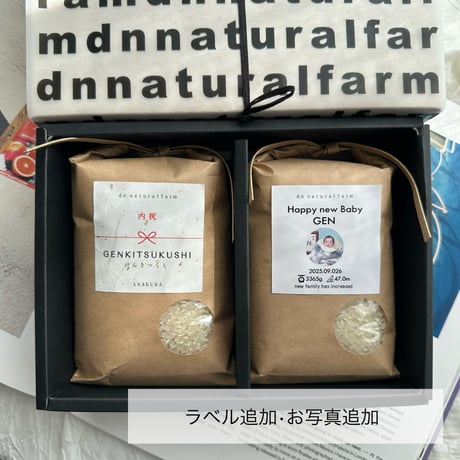 mdnnaturalfar
dnnnaturalfarm
dn naturalfarm
内祝
GENKITSUKUSHI
げんきつくし
ASAKURA
dn naturalfarm
Happy new Baby
GEN
2025.09.026
3365g 47.0m
new family has increased
ラベル追加・お写真追加